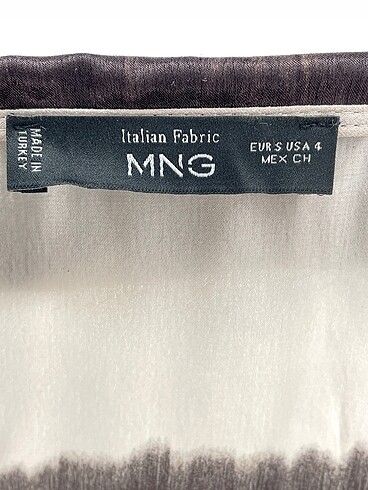 MADE IN
TURKEY
Italian Fabric
MNG
EUR S USA 4
MEX CH